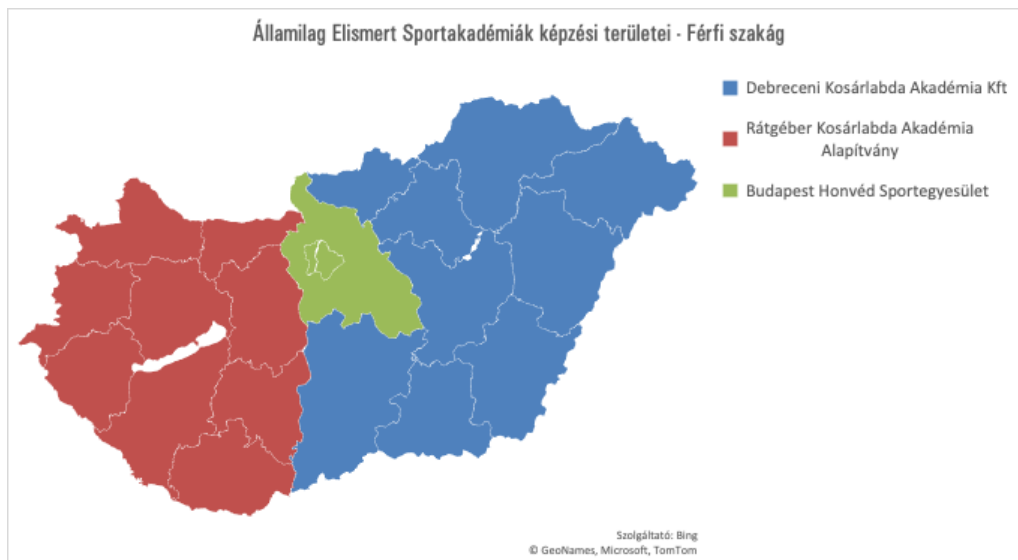 Államilag Elismert Sportakadémiák képzési területei - Férfi szakág
Debreceni Kosárlabda Akadémia Kft
Rátgéber Kosárlabda Akadémia
Alapítvány
Budapest Honvéd Sportegyesület
Szolgáltató: Bing
© GeoNames, Microsoft, TomTom